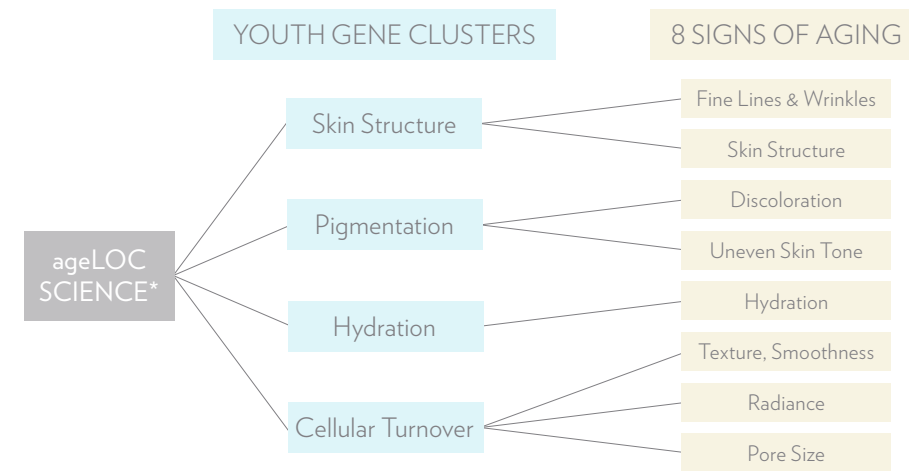 YOUTH GENE CLUSTERS
8 SIGNS OF AGING
ageLOC
SCIENCE*
Skin Structure
Pigmentation
Hydration
Cellular Turnover
Fine Lines & Wrinkles
Skin Structure
Discoloration
Uneven Skin Tone
Hydration
Texture, Smoothness
Radiance
Pore Size